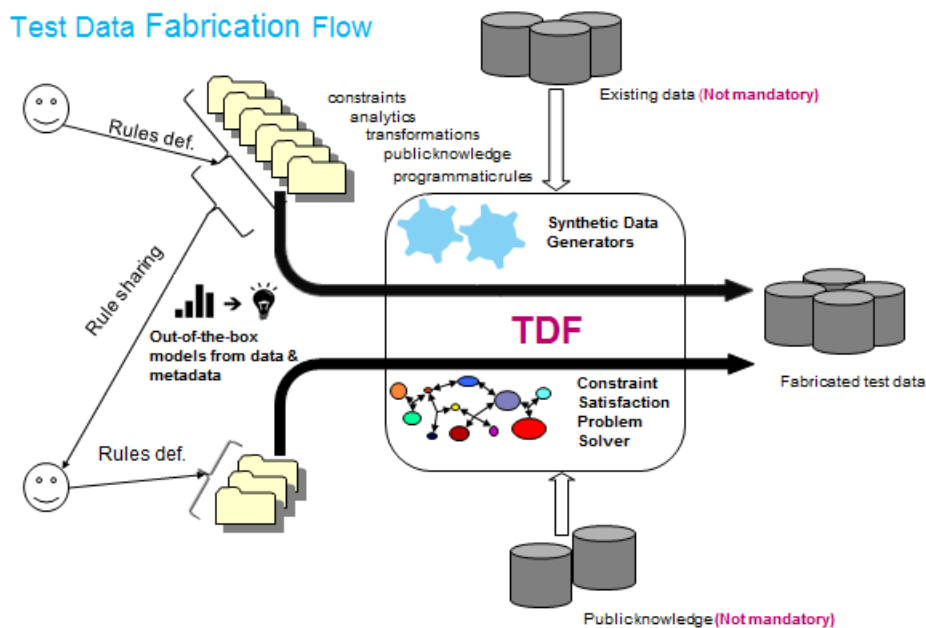 Test Data Fabrication Flow
Rules def.
constraints
analytics
transformations
publicknowledge
programmaticrules
Existing data (Not mandatory)
Synthetic Data
Generators
Rule sharing
Out-of-the-box
models from data &
metadata
TDF
Fabricated test data
Constraint
Satisfaction
Problem
Solver
Rules def.
Publicknowledge(Not mandatory)